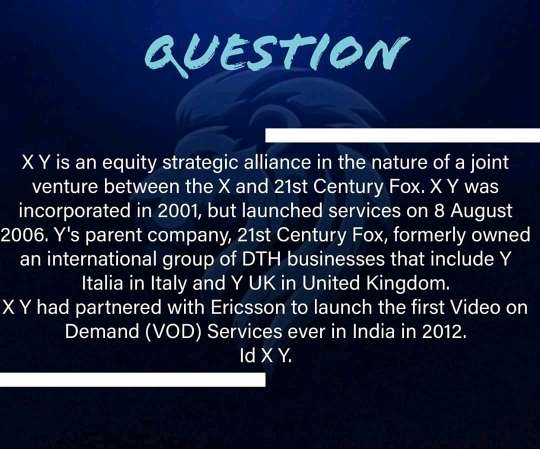 QUESTION
X Y is an equity strategic alliance in the nature of a joint
venture between the X and 21st Century Fox. X Y was
incorporated in 2001, but launched services on 8 August
2006. Y's parent company, 21st Century Fox, formerly owned
an international group of DTH businesses that include Y
Italia in Italy and Y UK in United Kingdom.
X Y had partnered with Ericsson to launch the first Video on
Demand (VOD) Services ever in India in 2012.
Id X Y.